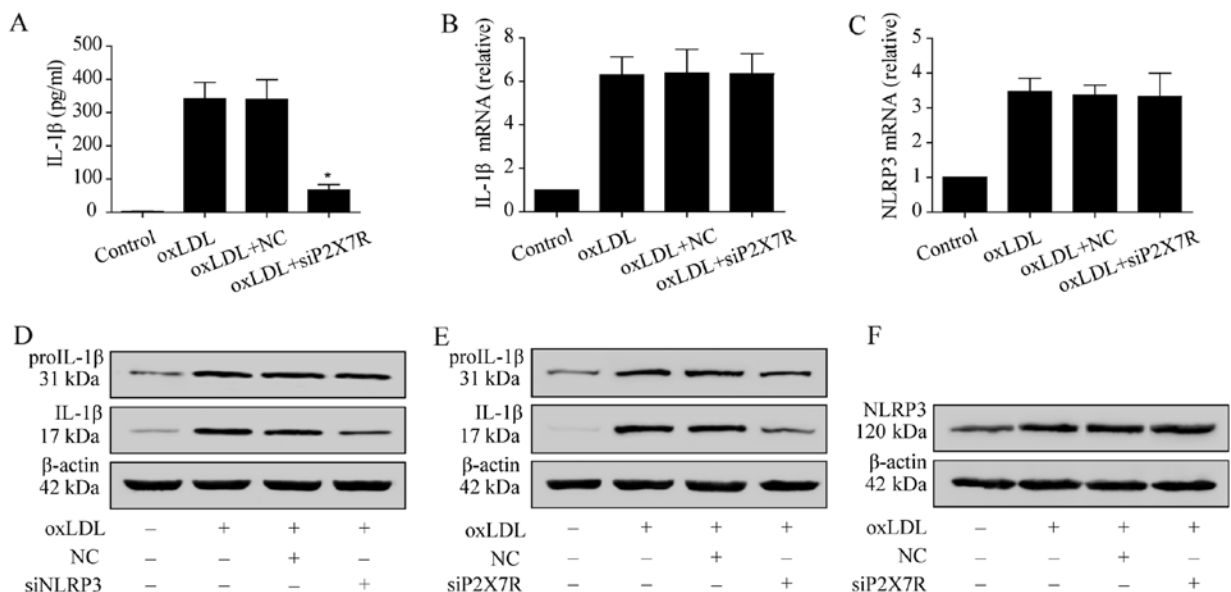 A
IL-1β (pg/ml)
500
400
300
200
100
0
*
Control
oxLDL
oxLDL+NC
oxLDL+siP2X7R
B
IL-1β mRNA (relative)
8
6
4
2
0
Control
oxLDL
oxLDL+NC
oxLDL+siP2X7R
C
NLRP3 mRNA (relative)
5
4
3
2
1
0
Control
oxLDL
oxLDL+NC
oxLDL+siP2X7R
D
proIL-1β
31 kDa
IL-1β
17 kDa
β-actin
42 kDa
oxLDL – + + +
NC – – + –
siNLRP3 – – – +
E
proIL-1β
31 kDa
IL-1β
17 kDa
β-actin
42 kDa
oxLDL – + + +
NC – – + –
siP2X7R – – – +
F
NLRP3
120 kDa
β-actin
42 kDa
oxLDL – + + +
NC – – + –
siP2X7R – – – +